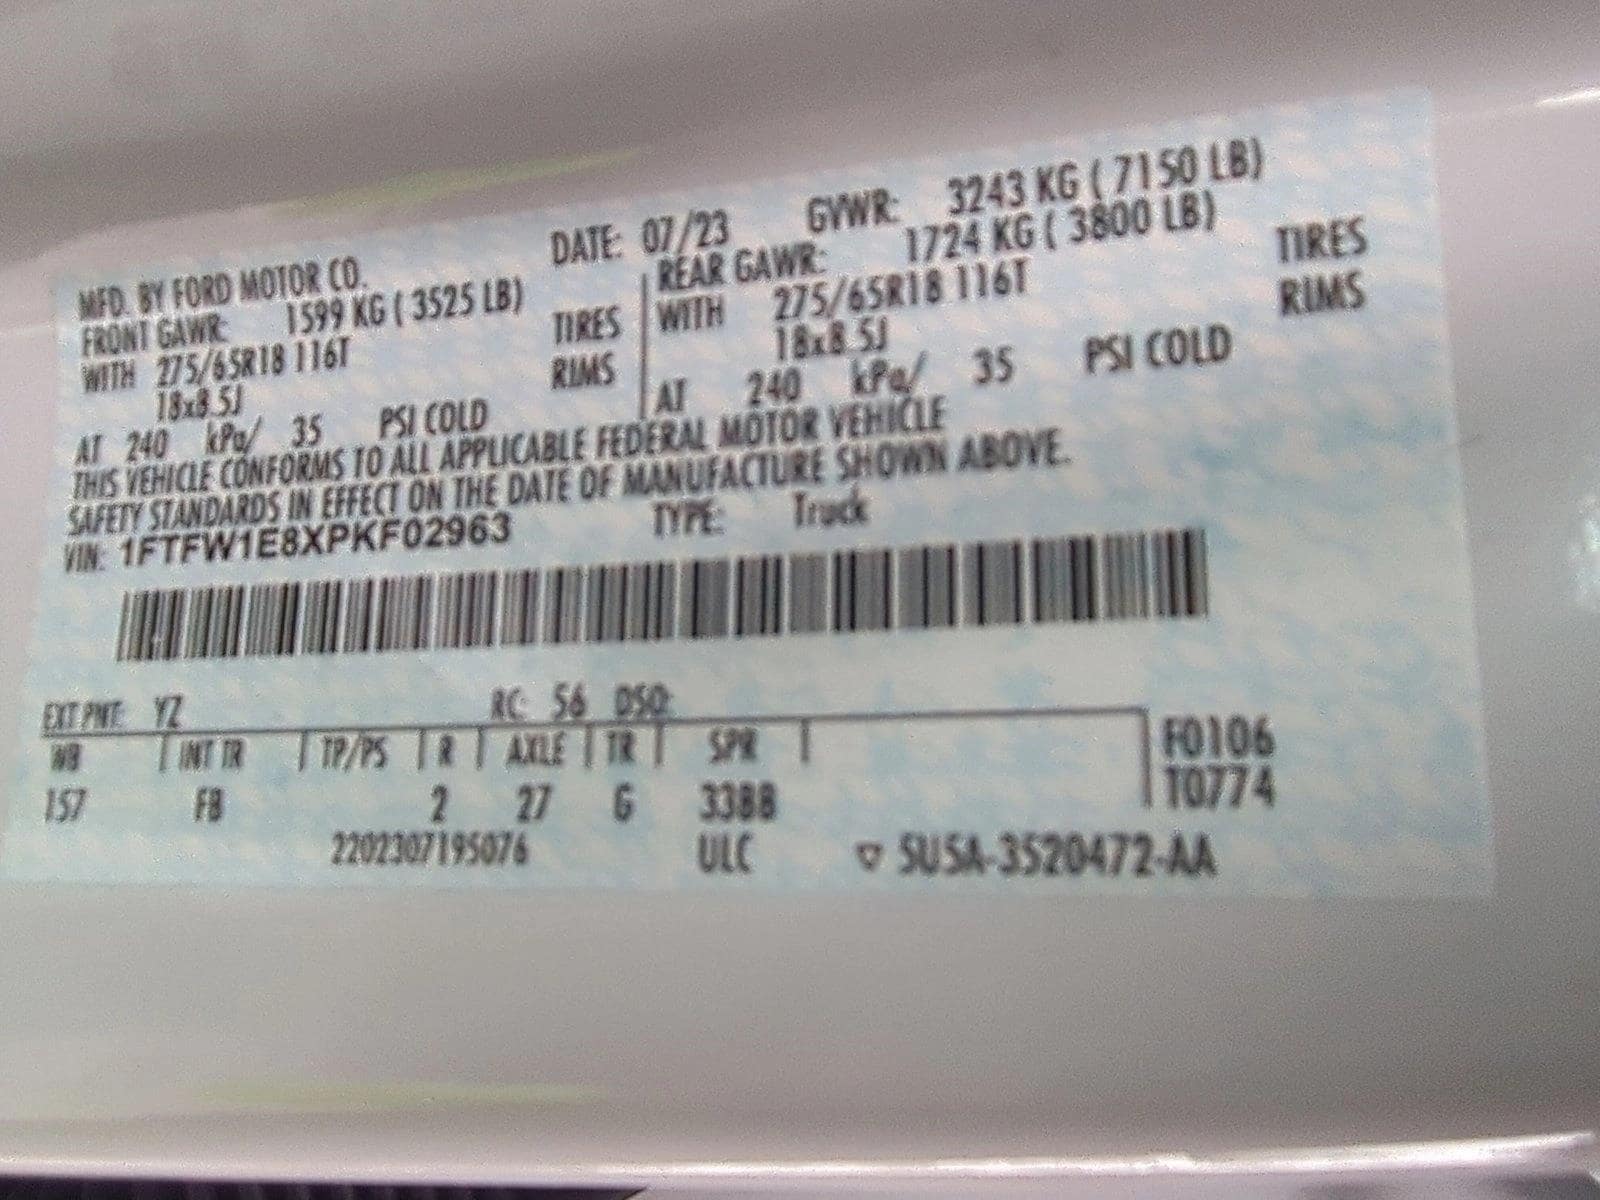 MFD. BY FORD MOTOR CO. DATE: 07/23 GVWR: 3243 KG ( 7150 LB)
FRONT GAWR: 1599 KG ( 3525 LB) REAR GAWR: 1724 KG ( 3800 LB)
WITH 275/65R18 116T TIRES WITH 275/65R18 116T TIRES
18x8.5J RIMS 18x8.5J RIMS
AT 240 kPa/ 35 PSI COLD AT 240 kPa/ 35 PSI COLD
THIS VEHICLE CONFORMS TO ALL APPLICABLE FEDERAL MOTOR VEHICLE
SAFETY STANDARDS IN EFFECT ON THE DATE OF MANUFACTURE SHOWN ABOVE.
VIN: 1FTFW1E8XPKF02963 TYPE: Truck
EXT PNT: YZ RC: 56 DSO:
WB INT TR TP/PS R AXLE TR SPR F0106
157 FB 2 27 G 3388 T0774
2202307195076 ULC SU5A-3520472-AA